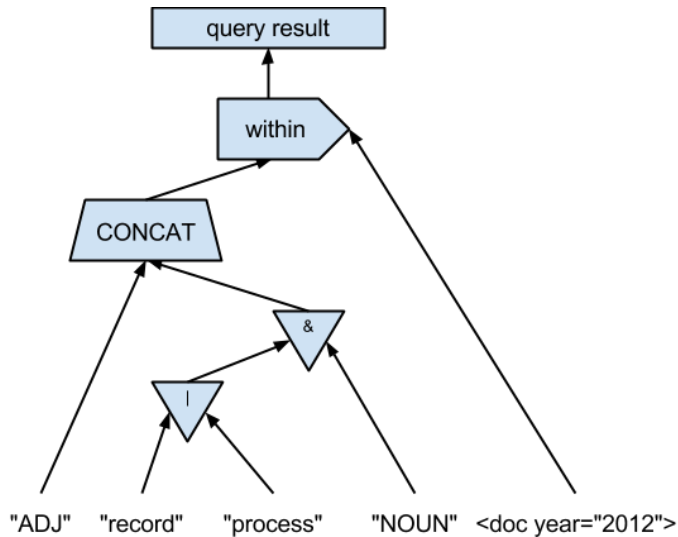 query result
within
CONCAT
&
|
"ADJ" "record" "process" "NOUN" <doc year="2012">